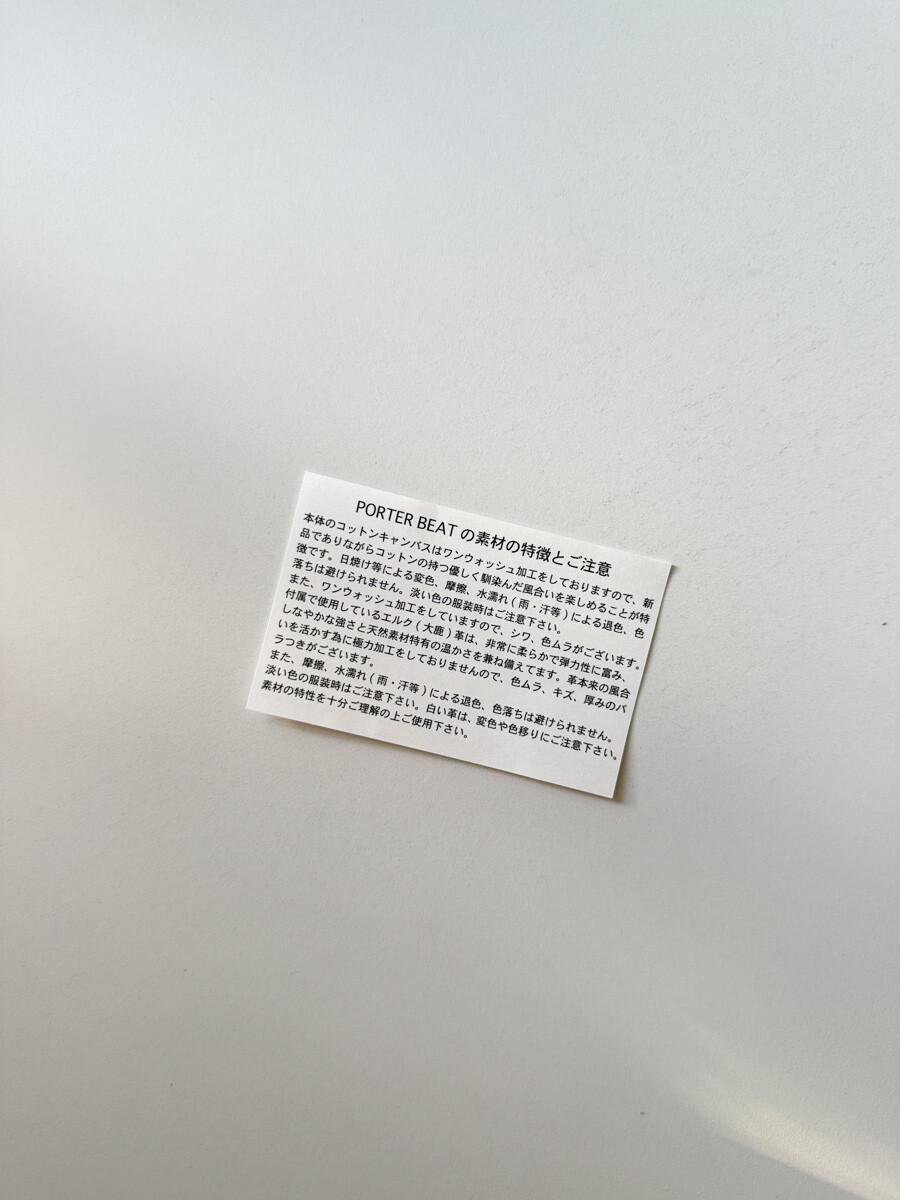 PORTER BEAT の素材の特徴とご注意
本体のコットンキャンバスはワンウォッシュ加工をしておりますので、新
品でありながらコットンの持つ優しく馴染んだ風合いを楽しめることが特
徴です。日焼け等による変色、摩擦、水濡れ ( 雨・汗等 ) による退色、色
落ちは避けられません。淡い色の服装時はご注意下さい。
また、ワンウォッシュ加工をしていますので、シワ、色ムラがございます。
付属で使用しているエルク ( 大鹿 ) 革は、非常に柔らかで弾力性に富み、
しなやかな強さと天然素材特有の温かさを兼ね備えてます。革本来の風合
いを活かす為に極力加工をしておりませんので、色ムラ、キズ、厚みのバ
ラつきがございます。
また、摩擦、水濡れ ( 雨・汗等 ) による退色、色落ちは避けられません。
淡い色の服装時はご注意下さい。白い革は、変色や色移りにご注意下さい。
素材の特性を十分ご理解の上ご使用下さい。